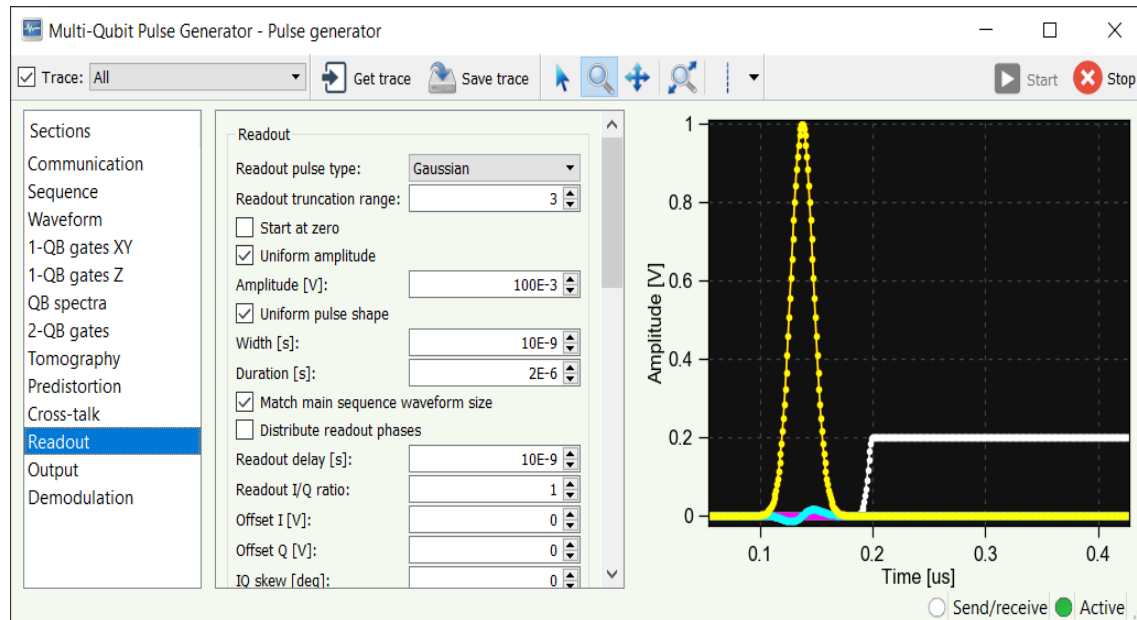 Multi-Qubit Pulse Generator - Pulse generator
Trace: All Get trace Save trace Start Stop
Sections
Communication
Sequence
Waveform
1-QB gates XY
1-QB gates Z
QB spectra
2-QB gates
Tomography
Predistortion
Cross-talk
Readout
Output
Demodulation
Readout
Readout pulse type: Gaussian
Readout truncation range: 3
Start at zero
Uniform amplitude
Amplitude [V]: 100E-3
Uniform pulse shape
Width [s]: 10E-9
Duration [s]: 2E-6
Match main sequence waveform size
Distribute readout phases
Readout delay [s]: 10E-9
Readout I/Q ratio: 1
Offset I [V]: 0
Offset Q [V]: 0
IQ skew [deg]: 0
Amplitude [V]
1
0.8
0.6
0.4
0.2
0
0.1 0.2 0.3 0.4
Time [us]
Send/receive Active